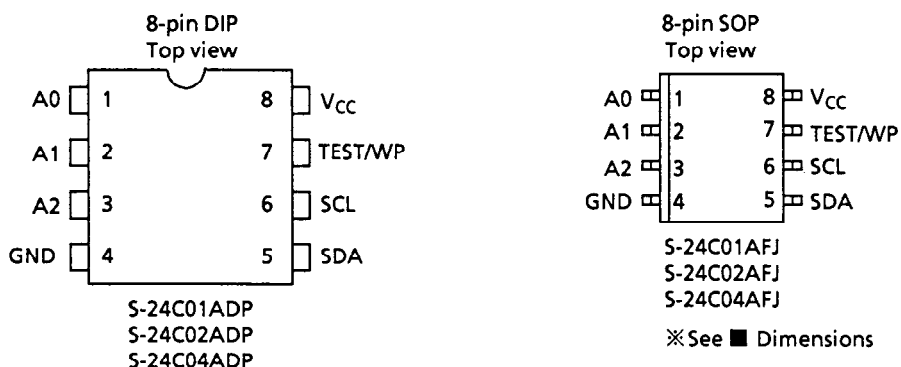 8-pin DIP
Top view
A0 1 8 VCC
A1 2 7 TEST/WP
A2 3 6 SCL
GND 4 5 SDA
S-24C01ADP
S-24C02ADP
S-24C04ADP
8-pin SOP
Top view
A0 1 8 VCC
A1 2 7 TEST/WP
A2 3 6 SCL
GND 4 5 SDA
S-24C01AFJ
S-24C02AFJ
S-24C04AFJ
※See ■ Dimensions